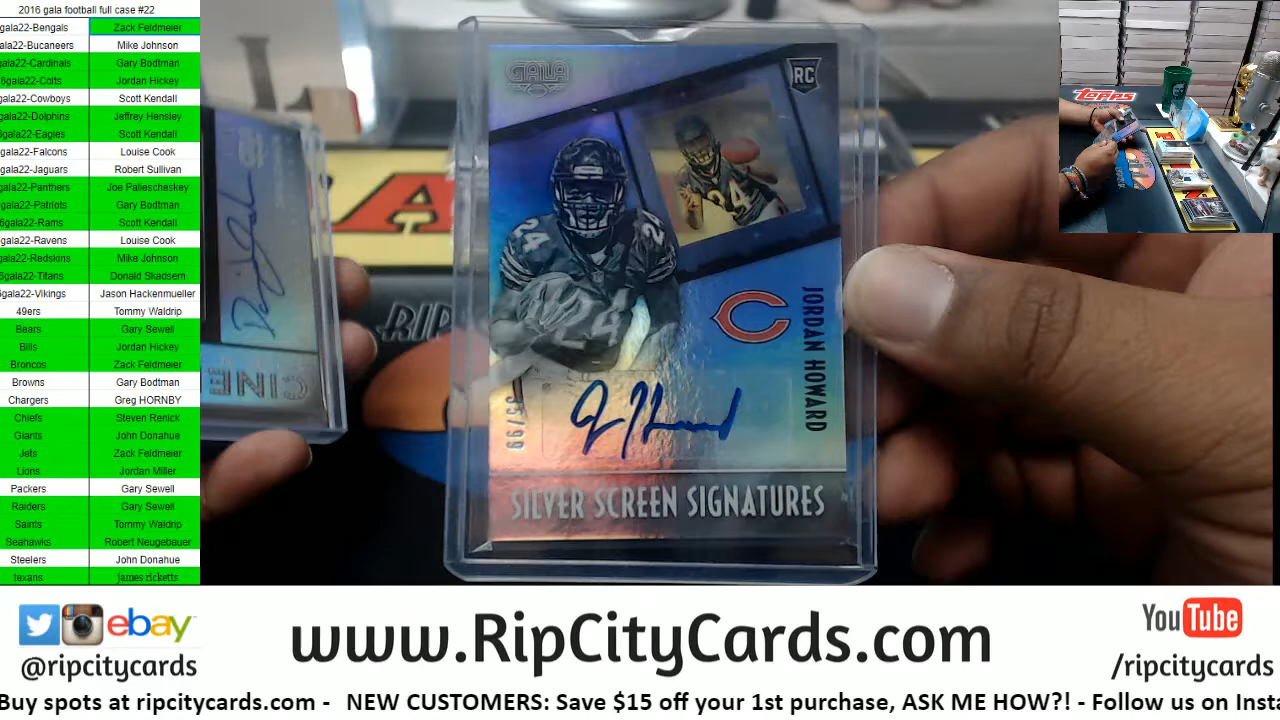 2016 gala football full case #22
gala22-Bengals Zack Feldmeier
ala22-Bucaneers Mike Johnson
gala22-Cardinals Gary Bodtman
6gala22-Colts Jordan Hickey
gala22-Cowboys Scott Kendall
gala22-Dolphins Jeffrey Hensley
gala22-Eagles Scott Kendall
gala22-Falcons Louise Cook
gala22-Jaguars Robert Sullivan
gala22-Panthers Joe Paliescheskey
gala22-Patriots Gary Bodtman
6gala22-Rams Scott Kendall
gala22-Ravens Louise Cook
gala22-Redskins Mike Johnson
6gala22-Titans Donald Skadsem
gala22-Vikings Jason Hackenmueller
49ers Tommy Waldrip
Bears Gary Sewell
Bills Jordan Hickey
Broncos Zack Feldmeier
Browns Gary Bodtman
Chargers Greg HORNBY
Chiefs Steven Renick
Giants John Donahue
Jets Zack Feldmeier
Lions Jordan Miller
Packers Gary Sewell
Raiders Gary Sewell
Saints Tommy Waldrip
Seahawks Robert Neugebauer
Steelers John Donahue
texans james ricketts
GALA
RC
24
24
JORDAN HOWARD
SILVER SCREEN SIGNATURES
CINE
RIP
topps
ebay
@ripcitycards
www.RipCityCards.com
YouTube
/ripcitycards
Buy spots at ripcitycards.com - NEW CUSTOMERS: Save $15 off your 1st purchase, ASK ME HOW?! - Follow us on Insta